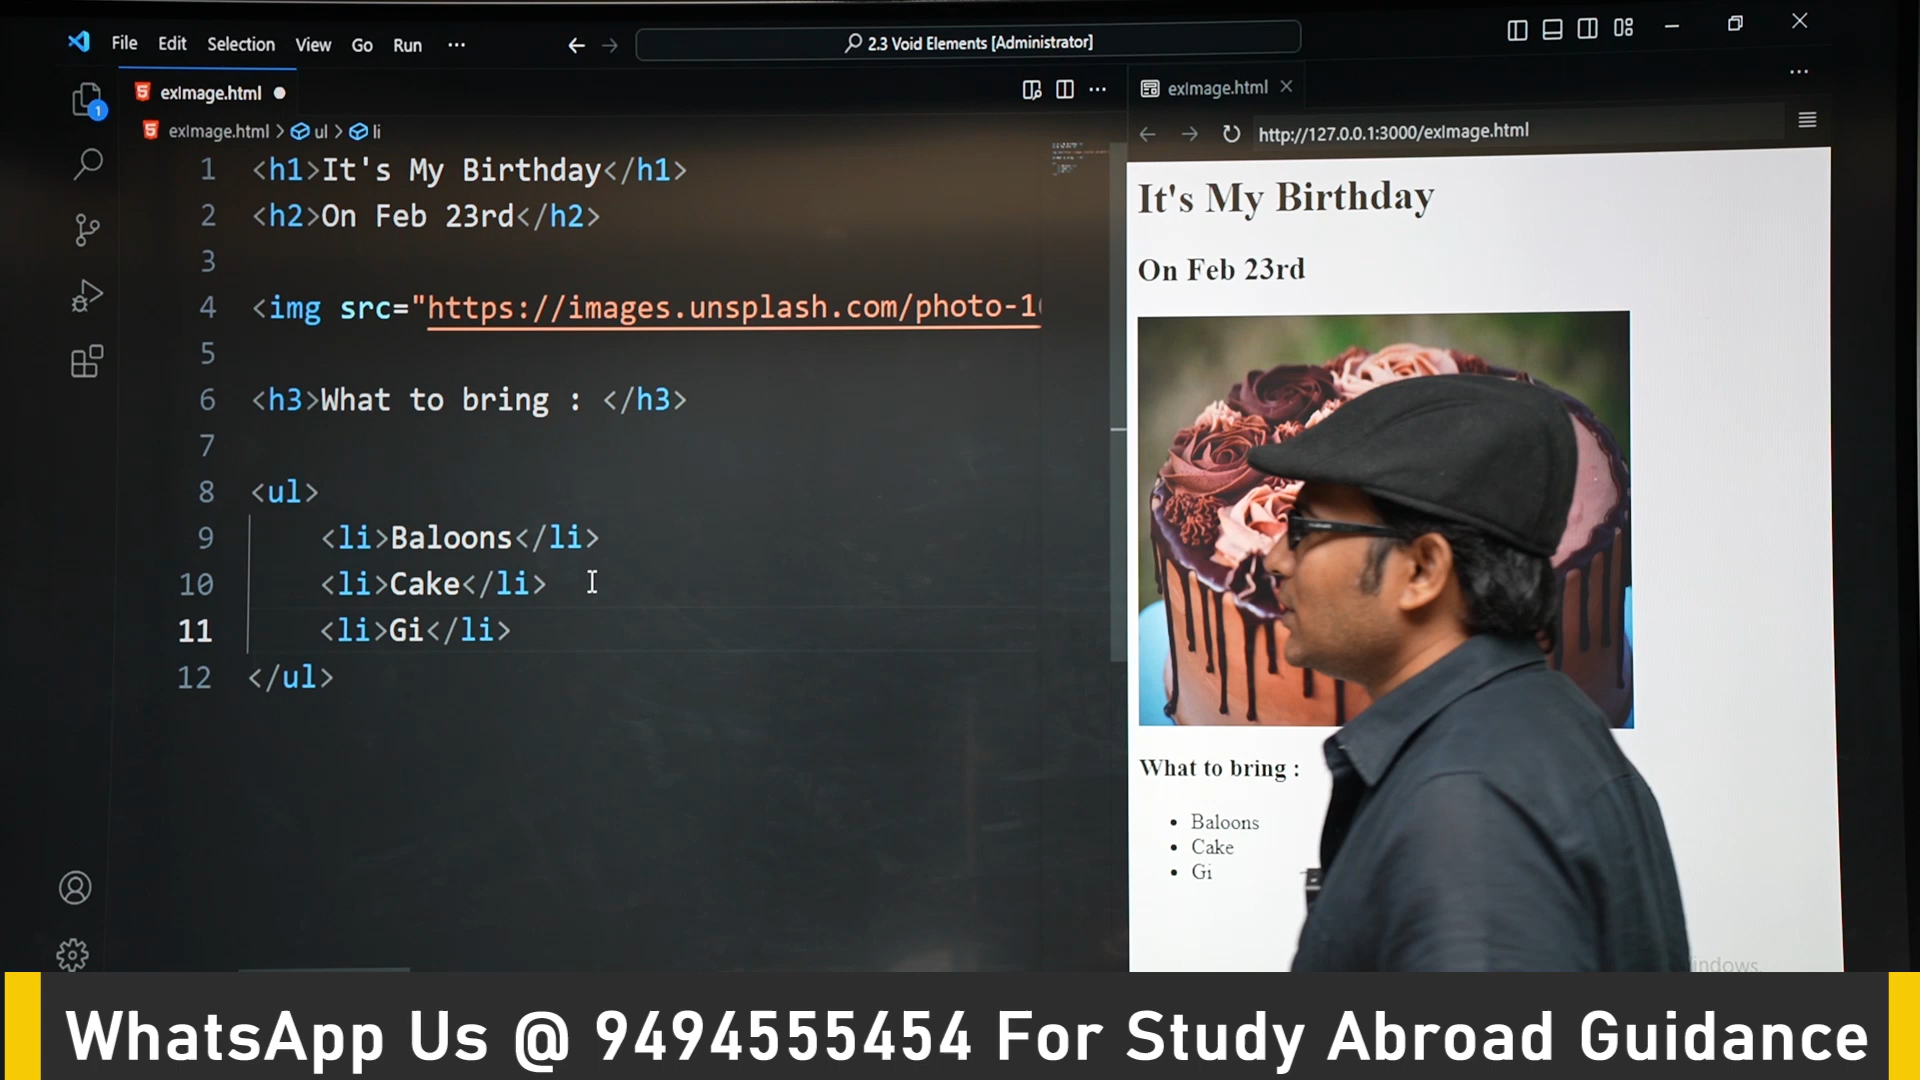 File Edit Selection View Go Run ···
2.3 Void Elements [Administrator]
exImage.html
exImage.html > ul > li
1 <h1>It's My Birthday</h1>
2 <h2>On Feb 23rd</h2>
3
4 <img src="https://images.unsplash.com/photo-1
5
6 <h3>What to bring : </h3>
7
8 <ul>
9 <li>Baloons</li>
10 <li>Cake</li>
11 <li>Gi</li>
12 </ul>
1
exImage.html
http://127.0.0.1:3000/exImage.html
It's My Birthday
On Feb 23rd
What to bring :
• Baloons
• Cake
• Gi
WhatsApp Us @ 9494555454 For Study Abroad Guidance